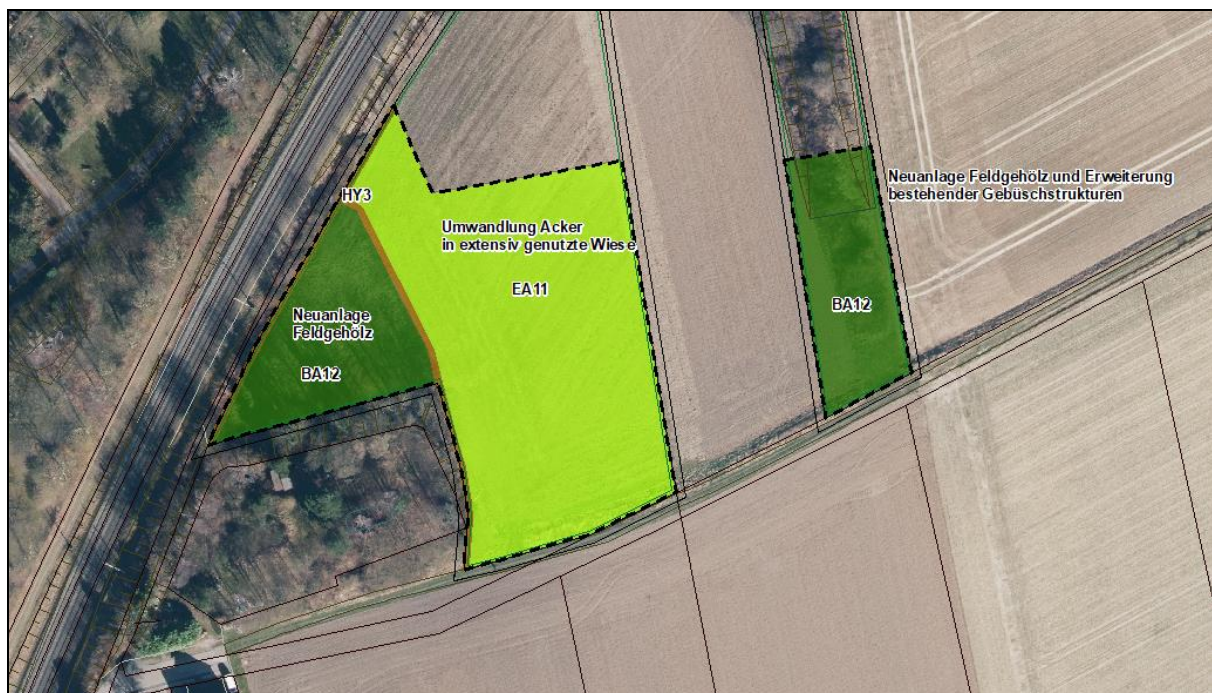 HY3
Umwandlung Acker
in extensiv genutzte Wiese
EA11
Neuanlage
Feldgehölz
BA12
Neuanlage Feldgehölz und Erweiterung
bestehender Gebüschstrukturen
BA12